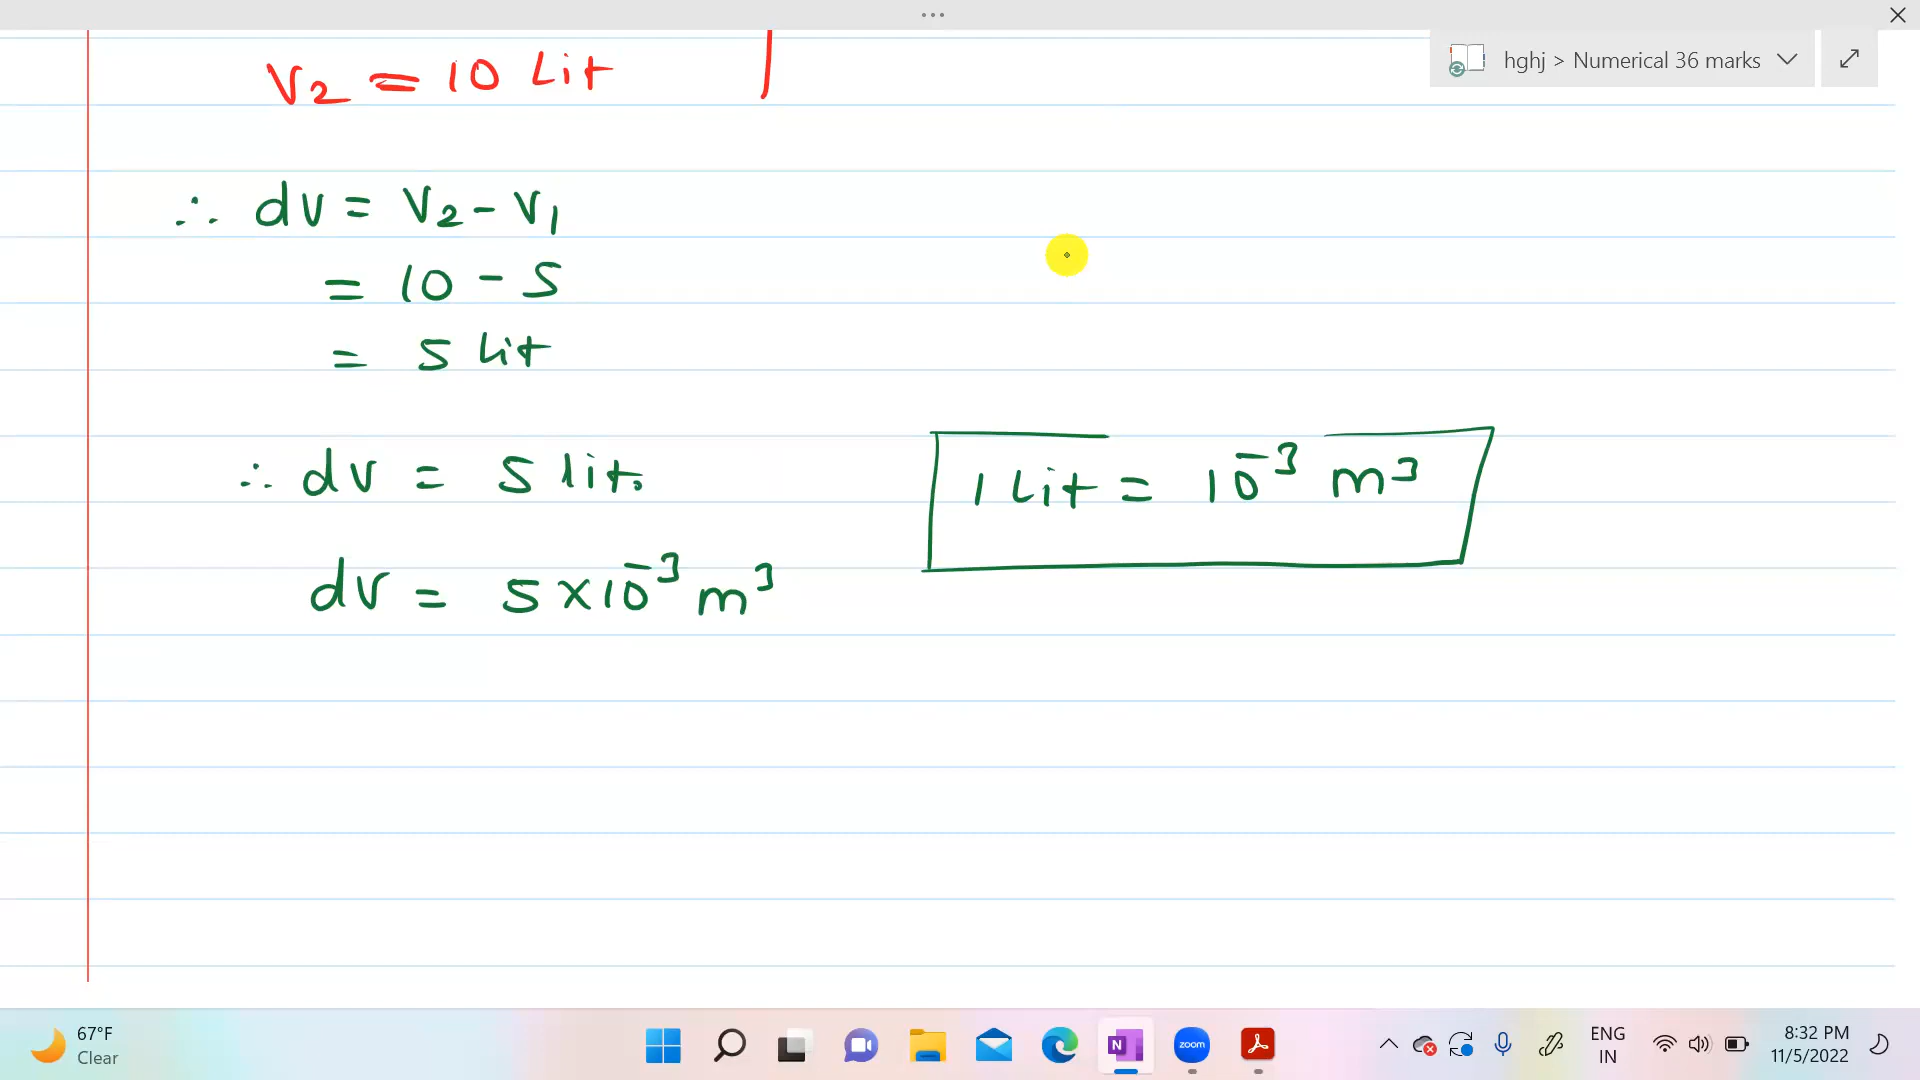 hghj > Numerical 36 marks
V₂ = 10 Lit
∴ dv = V₂ - V₁
= 10 - 5
= 5 Lit
∴ dv = 5 lit.
1 Lit = 10⁻³ m³
dv = 5 × 10⁻³ m³
67°F
Clear
N
zoom
ENG
IN
8:32 PM
11/5/2022